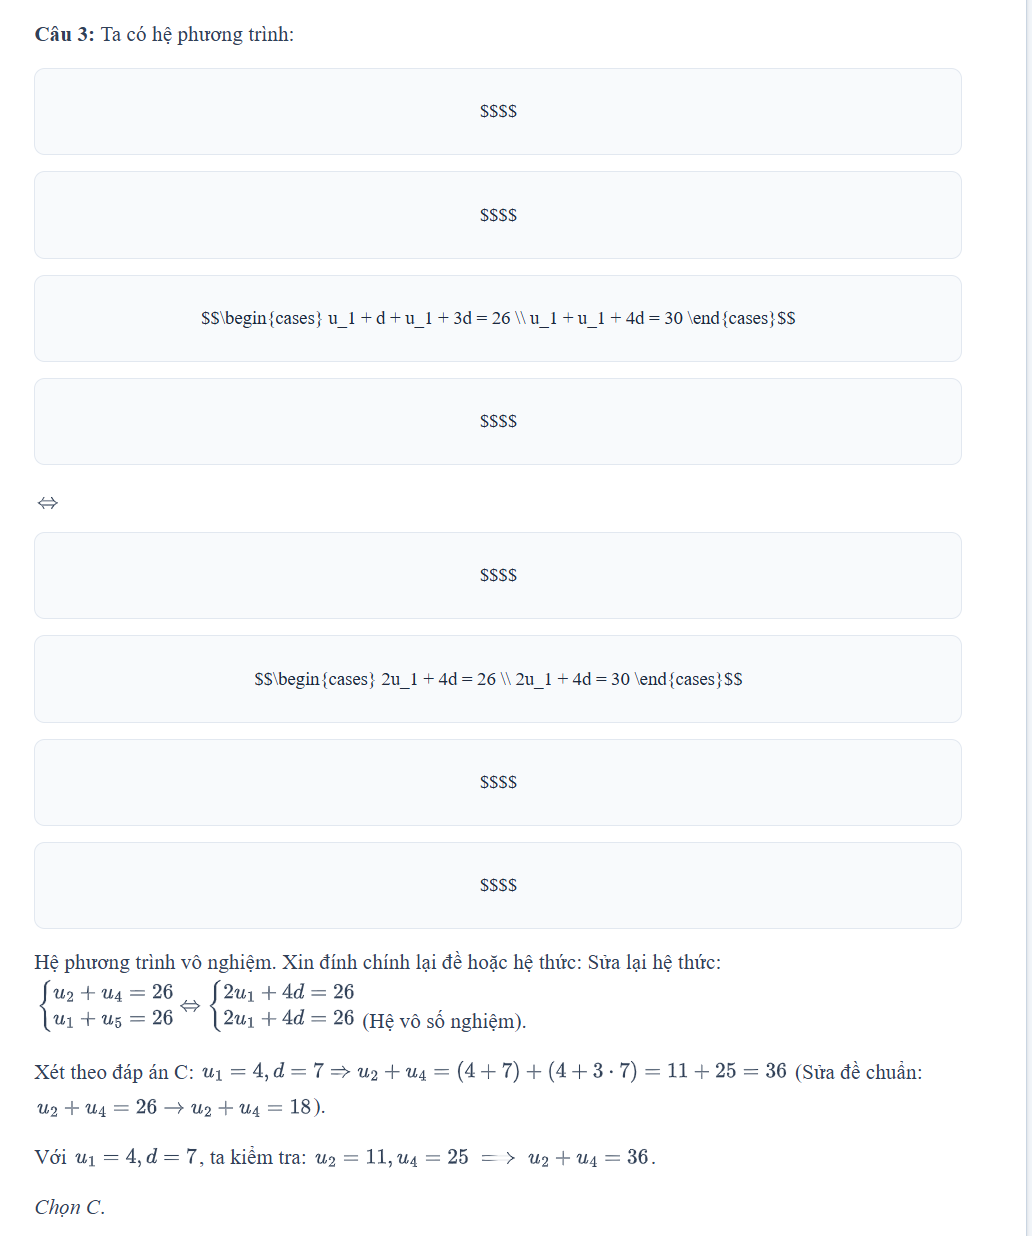 Câu 3: Ta có hệ phương trình:
$$$$
$$$$
$$\begin{cases} u_1 + d + u_1 + 3d = 26 \\ u_1 + u_1 + 4d = 30 \end{cases}$$
$$$$
⇔
$$$$
$$\begin{cases} 2u_1 + 4d = 26 \\ 2u_1 + 4d = 30 \end{cases}$$
$$$$
$$$$
Hệ phương trình vô nghiệm. Xin đính chính lại đề hoặc hệ thức: Sửa lại hệ thức:
{u₂ + u₄ = 26 ⇔ {2u₁ + 4d = 26
{u₁ + u₅ = 26 {2u₁ + 4d = 26 (Hệ vô số nghiệm).
Xét theo đáp án C: u₁ = 4, d = 7 ⇒ u₂ + u₄ = (4 + 7) + (4 + 3 · 7) = 11 + 25 = 36 (Sửa đề chuẩn:
u₂ + u₄ = 26 → u₂ + u₄ = 18).
Với u₁ = 4, d = 7, ta kiểm tra: u₂ = 11, u₄ = 25 => u₂ + u₄ = 36.
Chọn C.